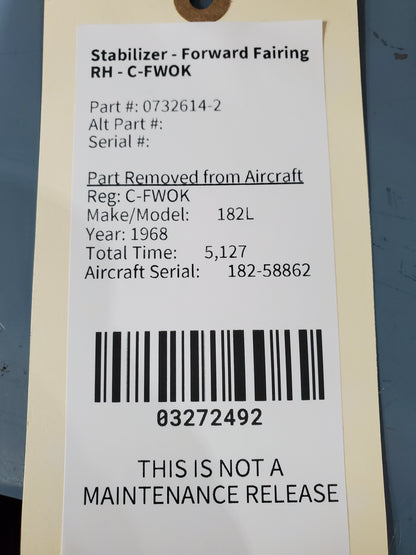 Stabilizer - Forward Fairing
RH - C-FWOK
Part #: 0732614-2
Alt Part #:
Serial #:
Part Removed from Aircraft
Reg: C-FWOK
Make/Model: 182L
Year: 1968
Total Time: 5,127
Aircraft Serial: 182-58862
03272492
THIS IS NOT A
MAINTENANCE RELEASE